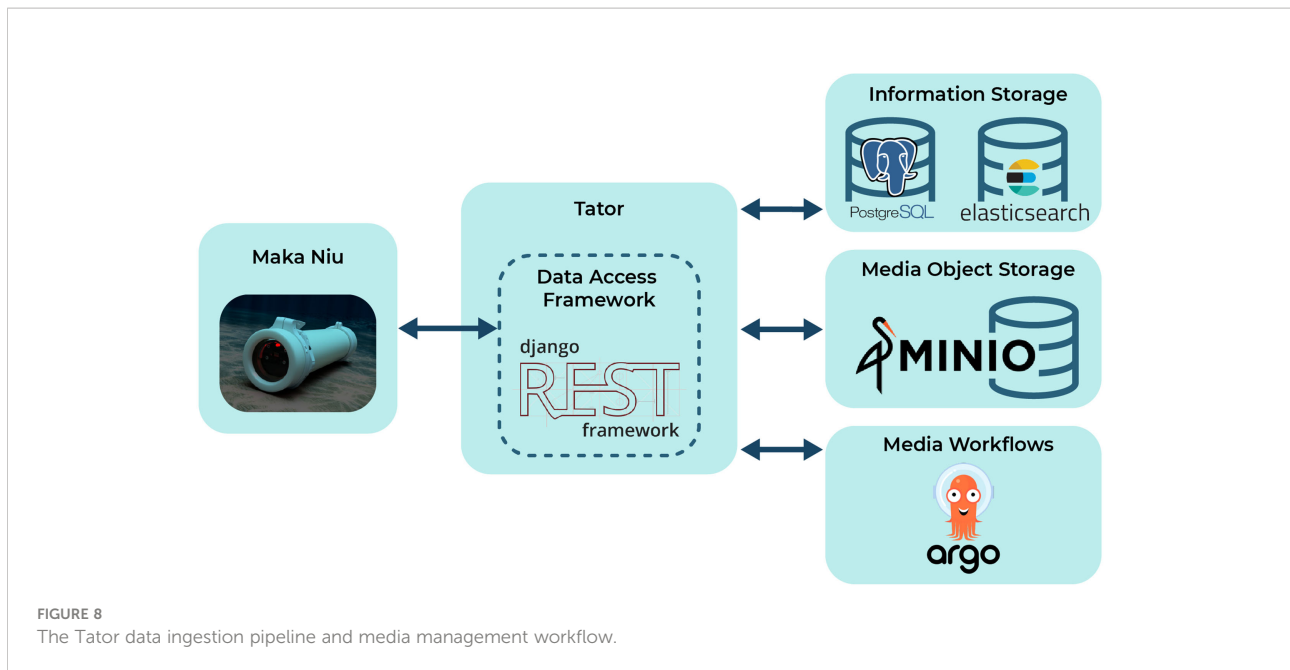 Information Storage
PostgreSQL
elasticsearch
Tator
Maka Niu
Data Access
Framework
django
REST
framework
Media Object Storage
MINIO
Media Workflows
argo
FIGURE 8
The Tator data ingestion pipeline and media management workflow.